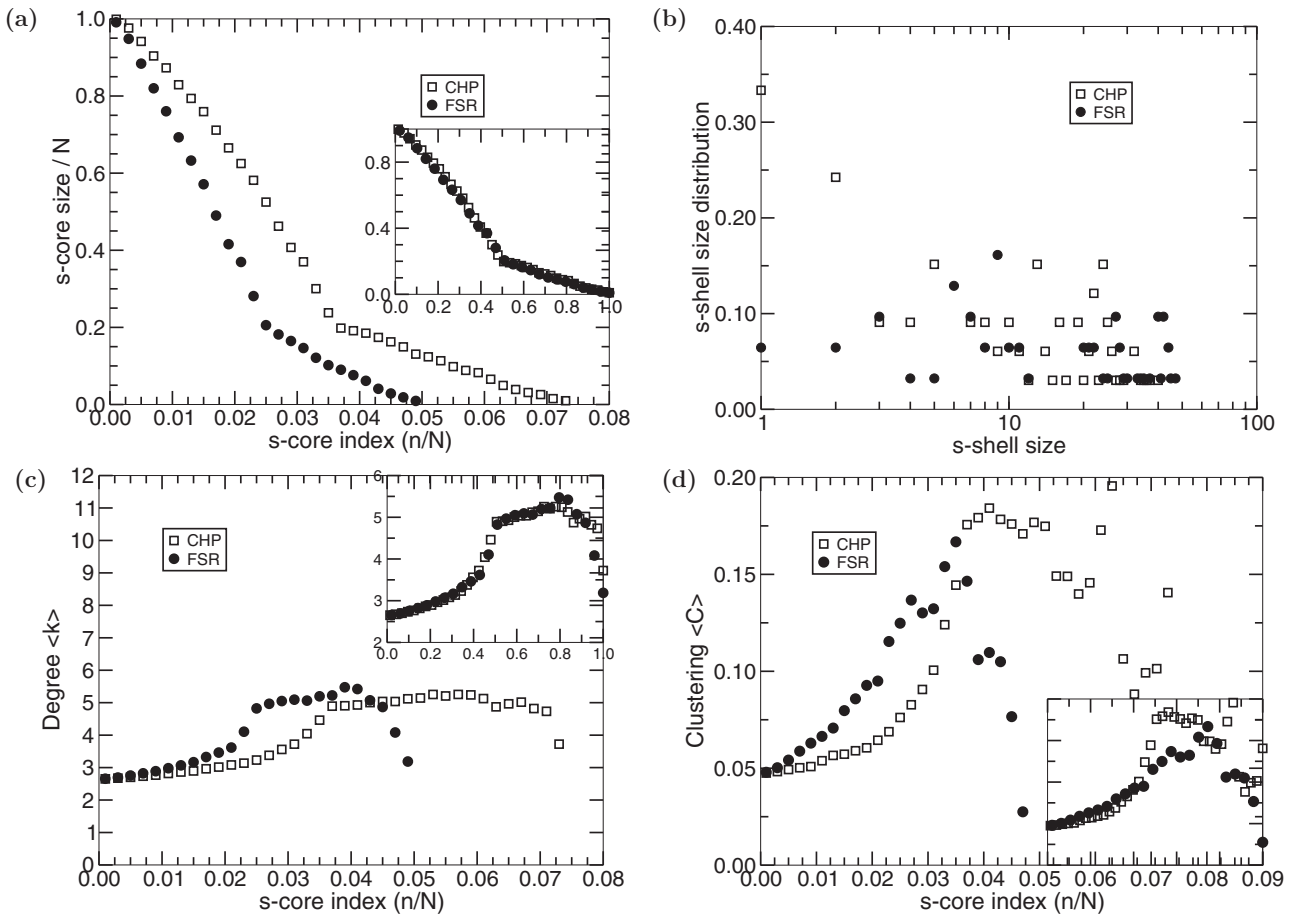 (a)
1.0
0.8
0.6
0.4
0.2
0.0
s-core size / N
CHP
FSR
0.8
0.4
0.0
0.0 0.2 0.4 0.6 0.8 1.0
0.00 0.01 0.02 0.03 0.04 0.05 0.06 0.07 0.08
s-core index (n/N)
(b)
0.40
0.30
0.20
0.10
0.00
s-shell size distribution
CHP
FSR
1 10 100
s-shell size
(c)
12
11
10
9
8
7
6
5
4
3
2
1
0
Degree <k>
CHP
FSR
6
5
4
3
2
0.0 0.2 0.4 0.6 0.8 1.0
0.00 0.01 0.02 0.03 0.04 0.05 0.06 0.07 0.08
s-core index (n/N)
(d)
0.20
0.15
0.10
0.05
0.00
Clustering <C>
CHP
FSR
0.00 0.01 0.02 0.03 0.04 0.05 0.06 0.07 0.08 0.09
s-core index (n/N)